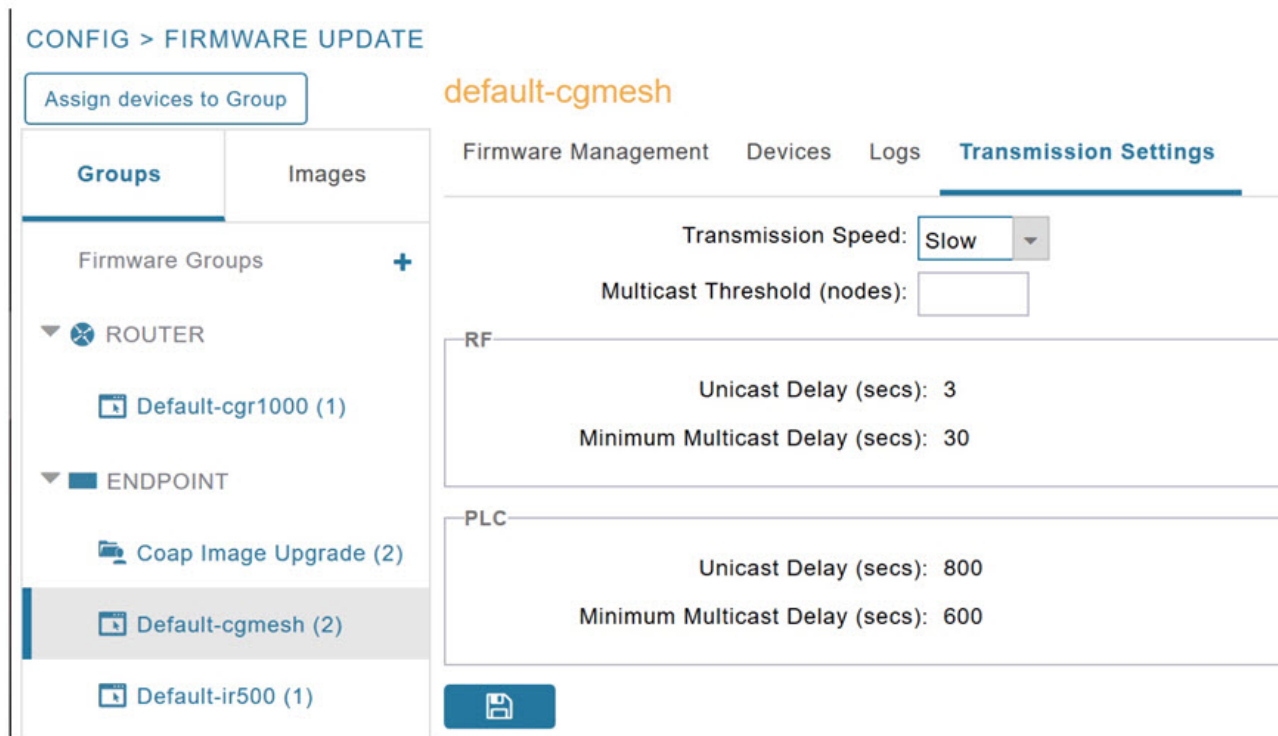 CONFIG > FIRMWARE UPDATE
Assign devices to Group
Groups
Images
Firmware Groups
ROUTER
Default-cgr1000 (1)
ENDPOINT
Coap Image Upgrade (2)
Default-cgmesh (2)
Default-ir500 (1)
default-cgmesh
Firmware Management Devices Logs Transmission Settings
Transmission Speed: Slow
Multicast Threshold (nodes):
RF
Unicast Delay (secs): 3
Minimum Multicast Delay (secs): 30
PLC
Unicast Delay (secs): 800
Minimum Multicast Delay (secs): 600